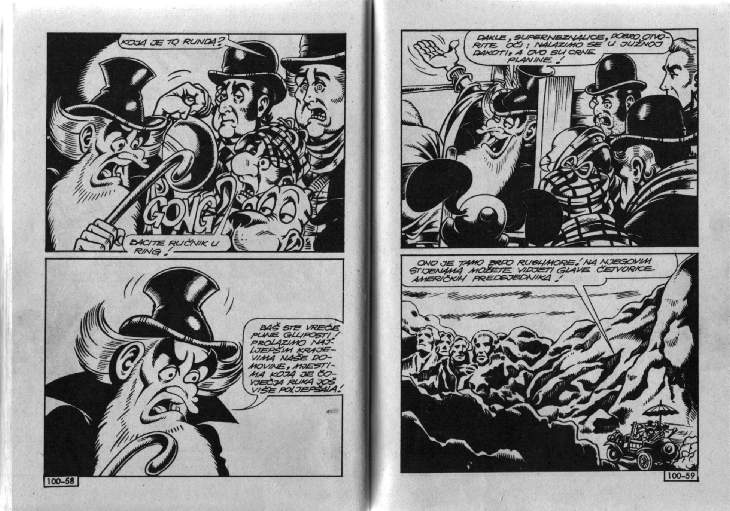 KOJA JE TO RUNDA?
GONG!
BACITE RUČNIK U
RING!
BAŠ STE VREĆE
PUNE GLUPOSTI!
PROLAZIMO NAJ-
LJEPŠIM KRAJE-
VIMA NAŠE DO-
MOVINE, MJESTI-
MA KOJA JE ČO-
VJEČJA RUKA JOŠ
VIŠE POLJEPŠALA!
100-58
DAKLE, SUPERNEZNALICE, DOBRO OTVO-
RITE OČI: NALAZIMO SE U JUŽNOJ
DAKOTI, A OVO SU CRNE
PLANINE!
ONO JE TAMO BRDO RUSHMORE! NA NJEGOVIM
STIJENAMA MOŽETE VIDJETI GLAVE ČETVORICE
AMERIČKIH PREDSJEDNIKA!
100-59